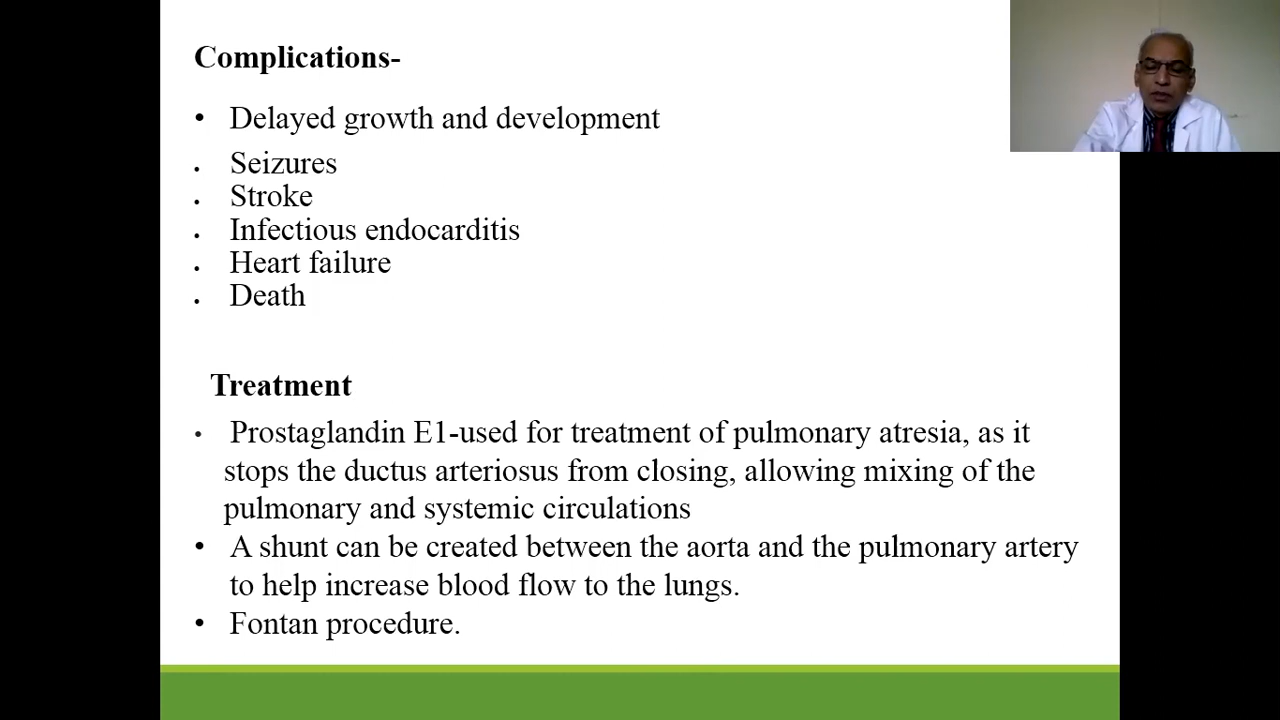 Complications-
• Delayed growth and development
• Seizures
• Stroke
• Infectious endocarditis
• Heart failure
• Death
Treatment
• Prostaglandin E1-used for treatment of pulmonary atresia, as it
stops the ductus arteriosus from closing, allowing mixing of the
pulmonary and systemic circulations
• A shunt can be created between the aorta and the pulmonary artery
to help increase blood flow to the lungs.
• Fontan procedure.